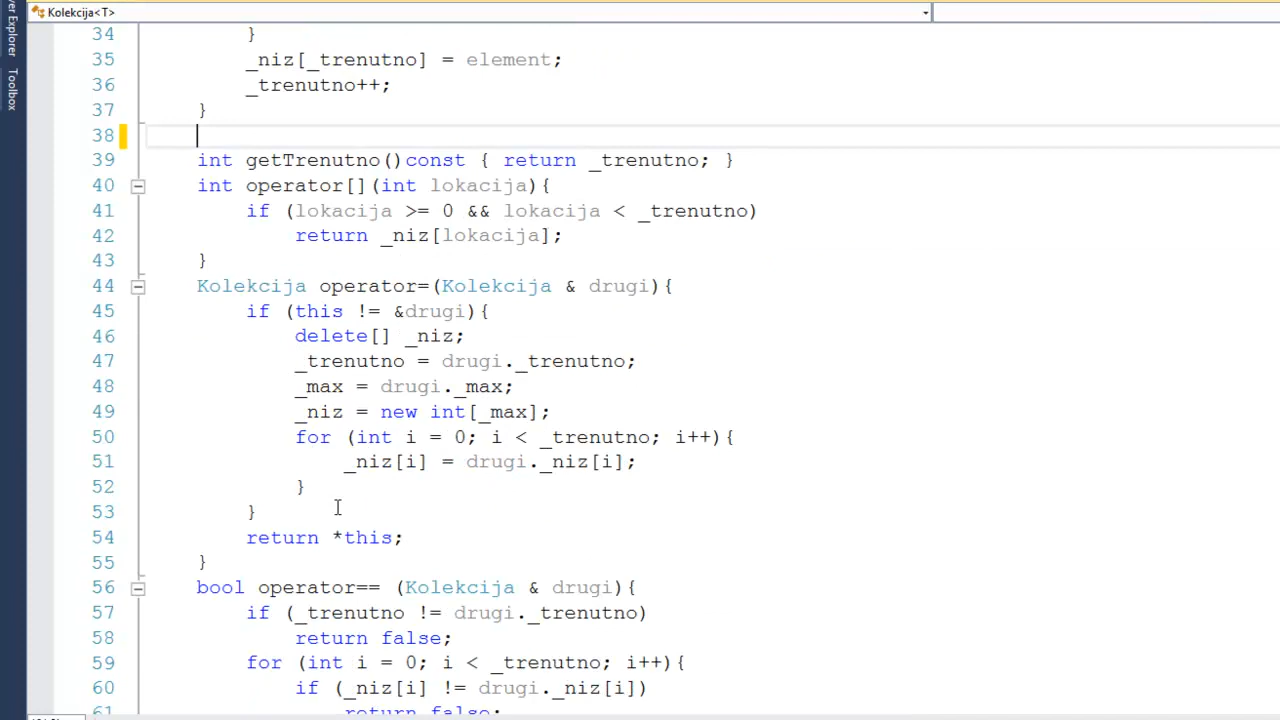 Kolekcija<T>
Toolbox
34 }
35 _niz[_trenutno] = element;
36 _trenutno++;
37 }
38
39 int getTrenutno()const { return _trenutno; }
40 int operator[](int lokacija){
41 if (lokacija >= 0 && lokacija < _trenutno)
42 return _niz[lokacija];
43 }
44 Kolekcija operator=(Kolekcija & drugi){
45 if (this != &drugi){
46 delete[] _niz;
47 _trenutno = drugi._trenutno;
48 _max = drugi._max;
49 _niz = new int[_max];
50 for (int i = 0; i < _trenutno; i++){
51 _niz[i] = drugi._niz[i];
52 }
53 }
54 return *this;
55 }
56 bool operator== (Kolekcija & drugi){
57 if (_trenutno != drugi._trenutno)
58 return false;
59 for (int i = 0; i < _trenutno; i++){
60 if (_niz[i] != drugi._niz[i])
61 return false;